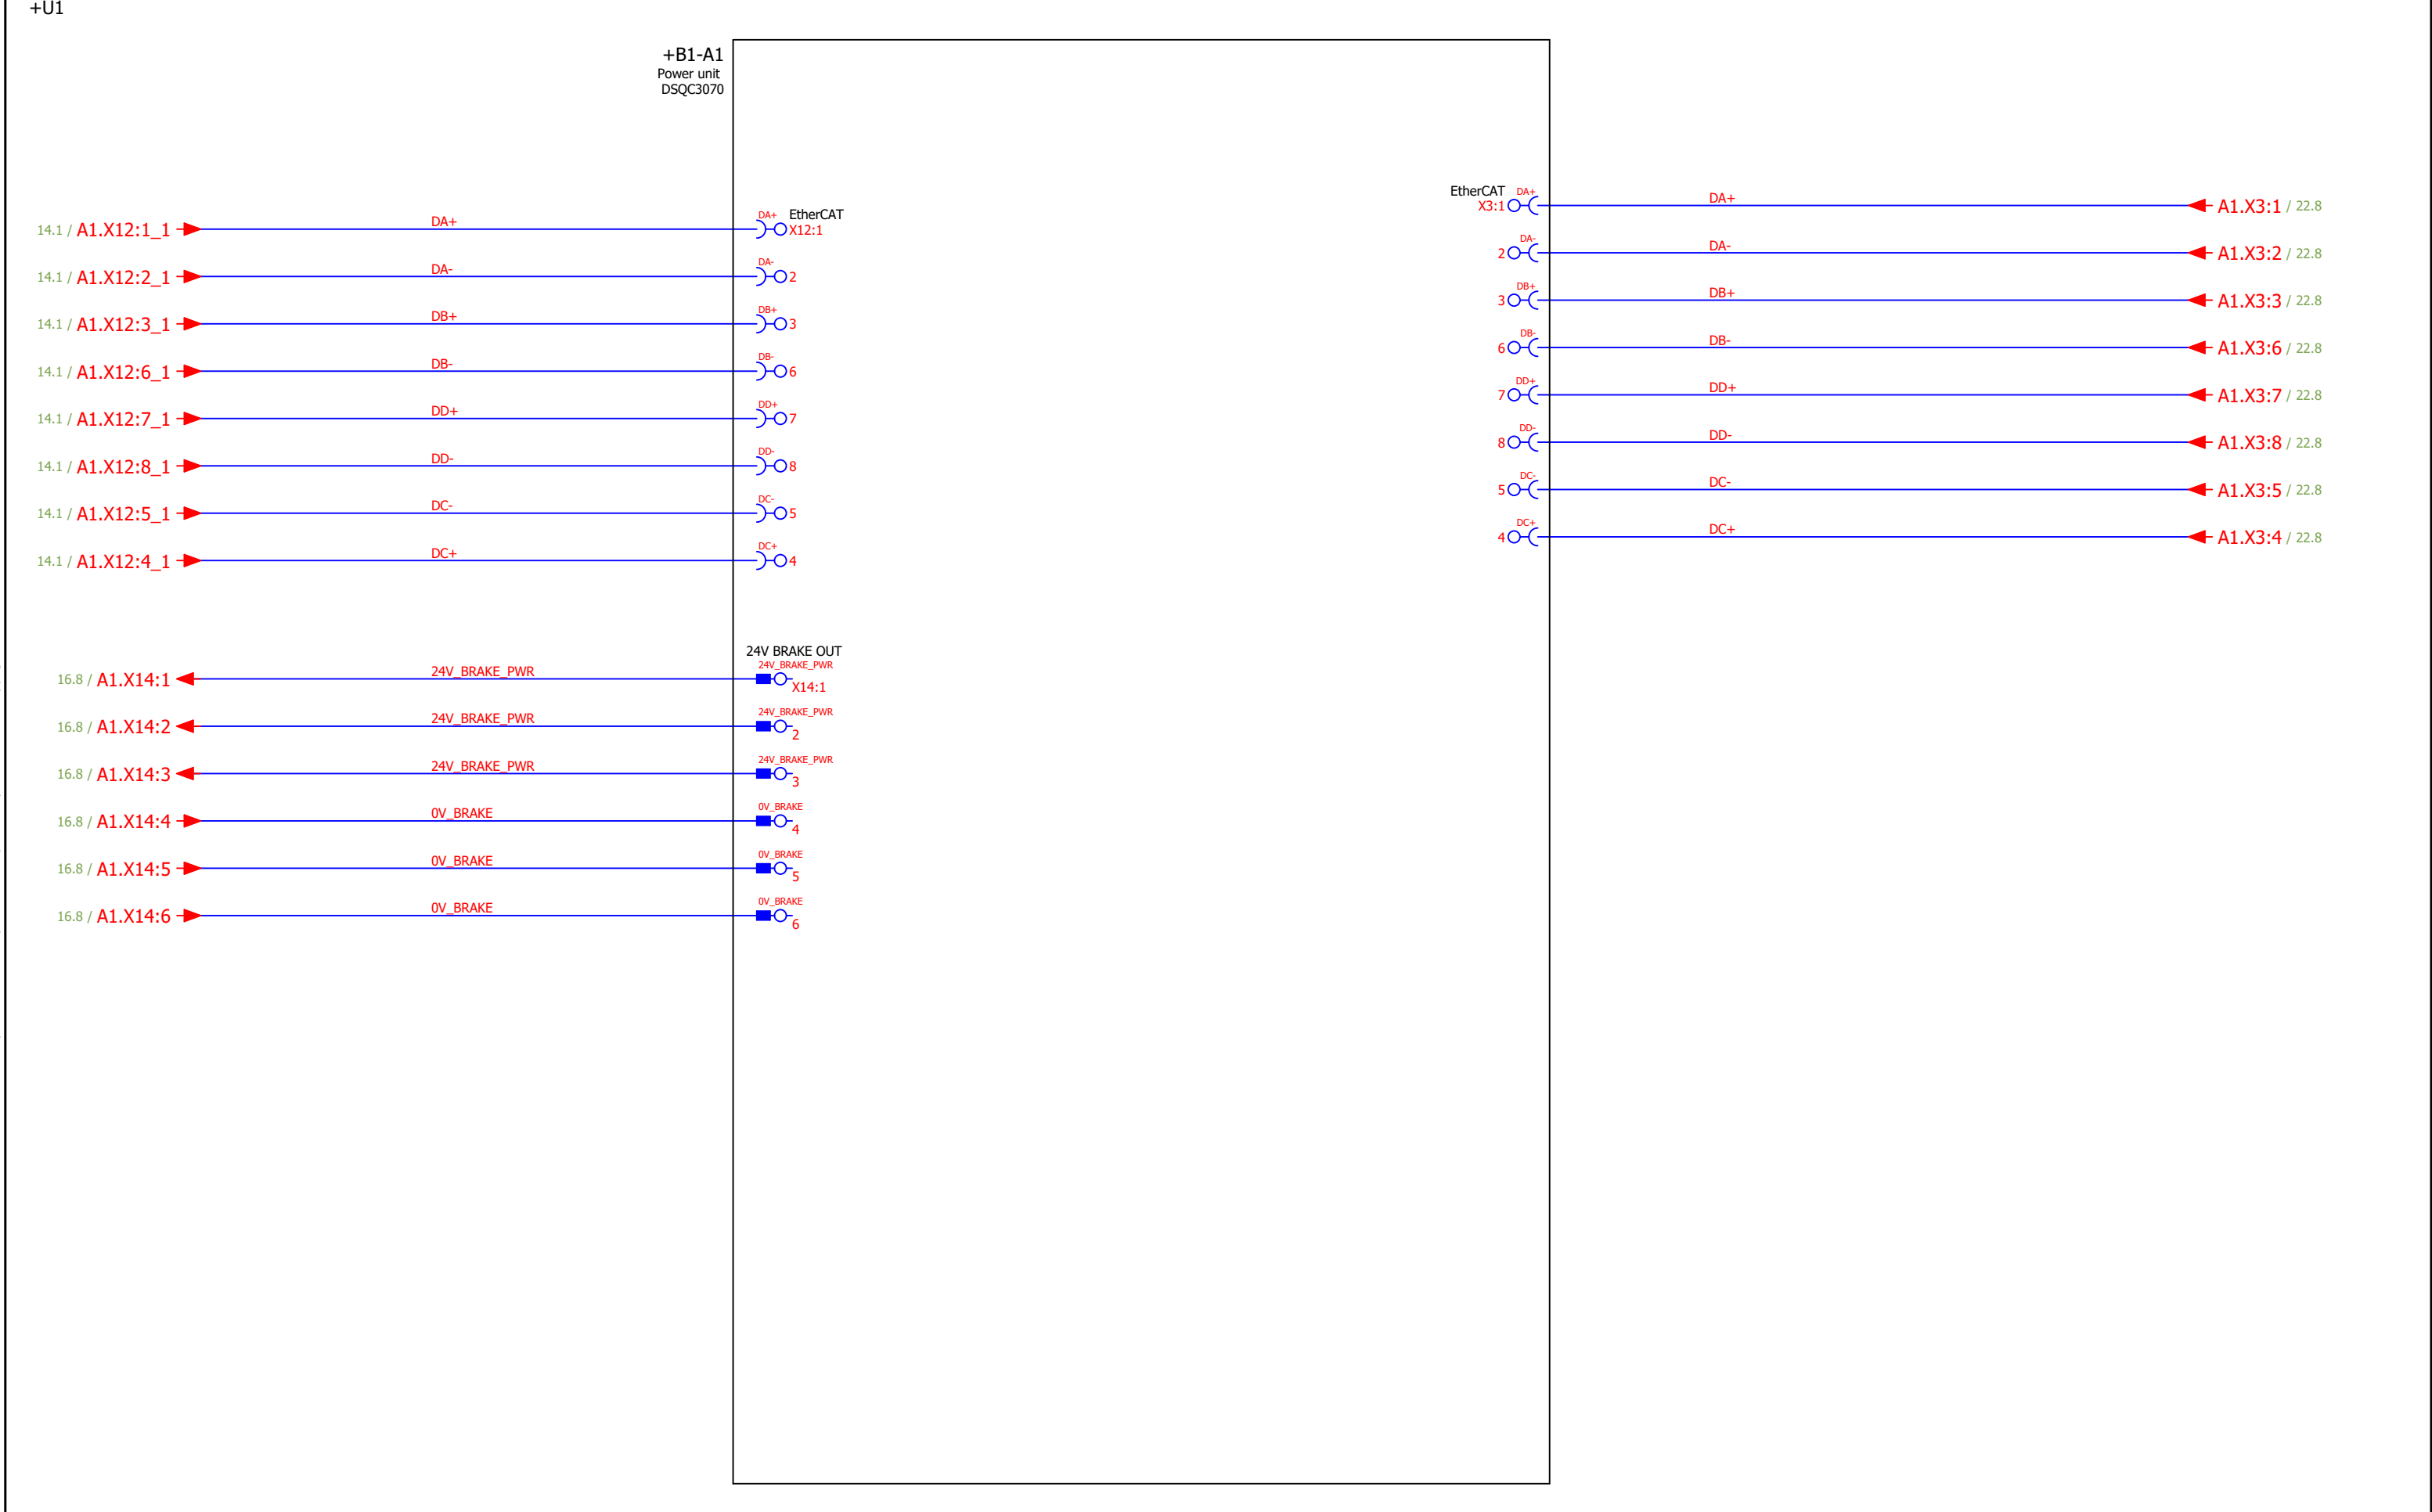 +U1
+B1-A1
Power unit
DSQC3070
14.1 / A1.X12:1_1 DA+ DA+ EtherCAT X12:1
14.1 / A1.X12:2_1 DA- DA- 2
14.1 / A1.X12:3_1 DB+ DB+ 3
14.1 / A1.X12:6_1 DB- DB- 6
14.1 / A1.X12:7_1 DD+ DD+ 7
14.1 / A1.X12:8_1 DD- DD- 8
14.1 / A1.X12:5_1 DC- DC- 5
14.1 / A1.X12:4_1 DC+ DC+ 4
24V BRAKE OUT
16.8 / A1.X14:1 24V_BRAKE_PWR 24V_BRAKE_PWR X14:1
16.8 / A1.X14:2 24V_BRAKE_PWR 24V_BRAKE_PWR 2
16.8 / A1.X14:3 24V_BRAKE_PWR 24V_BRAKE_PWR 3
16.8 / A1.X14:4 0V_BRAKE 0V_BRAKE 4
16.8 / A1.X14:5 0V_BRAKE 0V_BRAKE 5
16.8 / A1.X14:6 0V_BRAKE 0V_BRAKE 6
EtherCAT X3:1 DA+ DA+ A1.X3:1 / 22.8
2 DA- DA- A1.X3:2 / 22.8
3 DB+ DB+ A1.X3:3 / 22.8
6 DB- DB- A1.X3:6 / 22.8
7 DD+ DD+ A1.X3:7 / 22.8
8 DD- DD- A1.X3:8 / 22.8
5 DC- DC- A1.X3:5 / 22.8
4 DC+ DC+ A1.X3:4 / 22.8